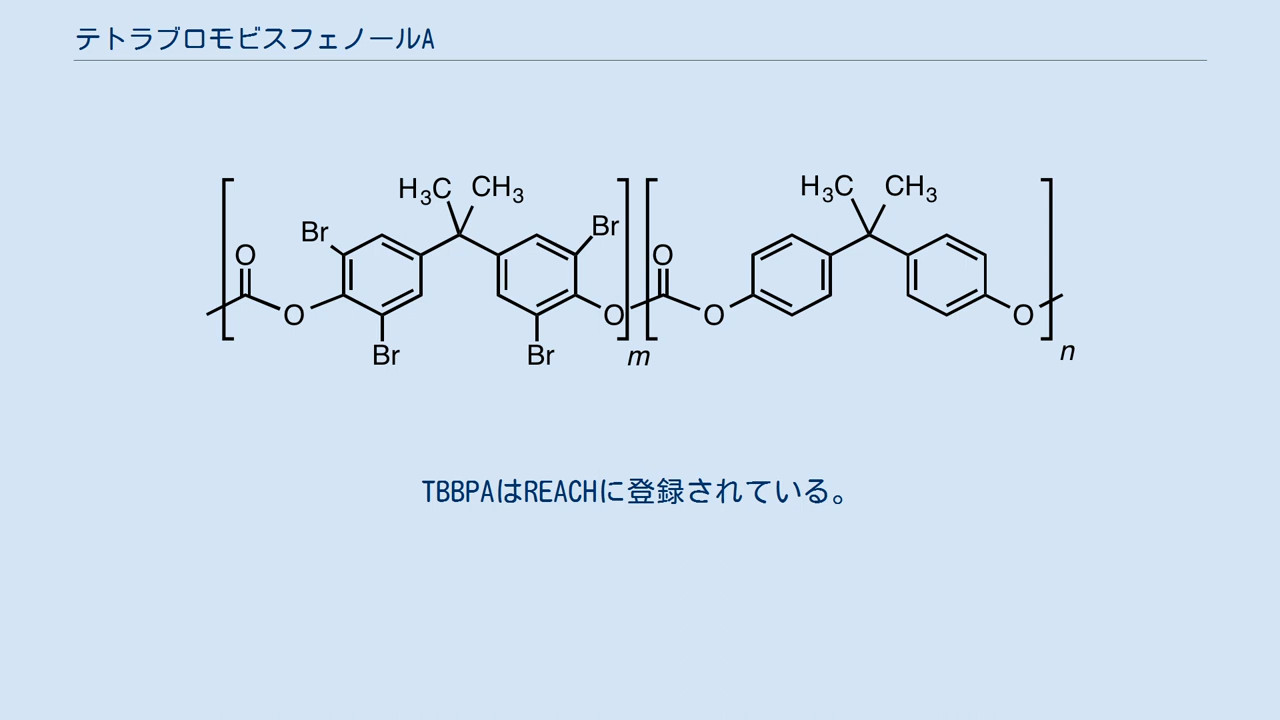 テトラブロモビスフェノールA
H3C CH3 H3C CH3
Br Br
O O
O O O O
Br Br m n
TBBPAはREACHに登録されている。